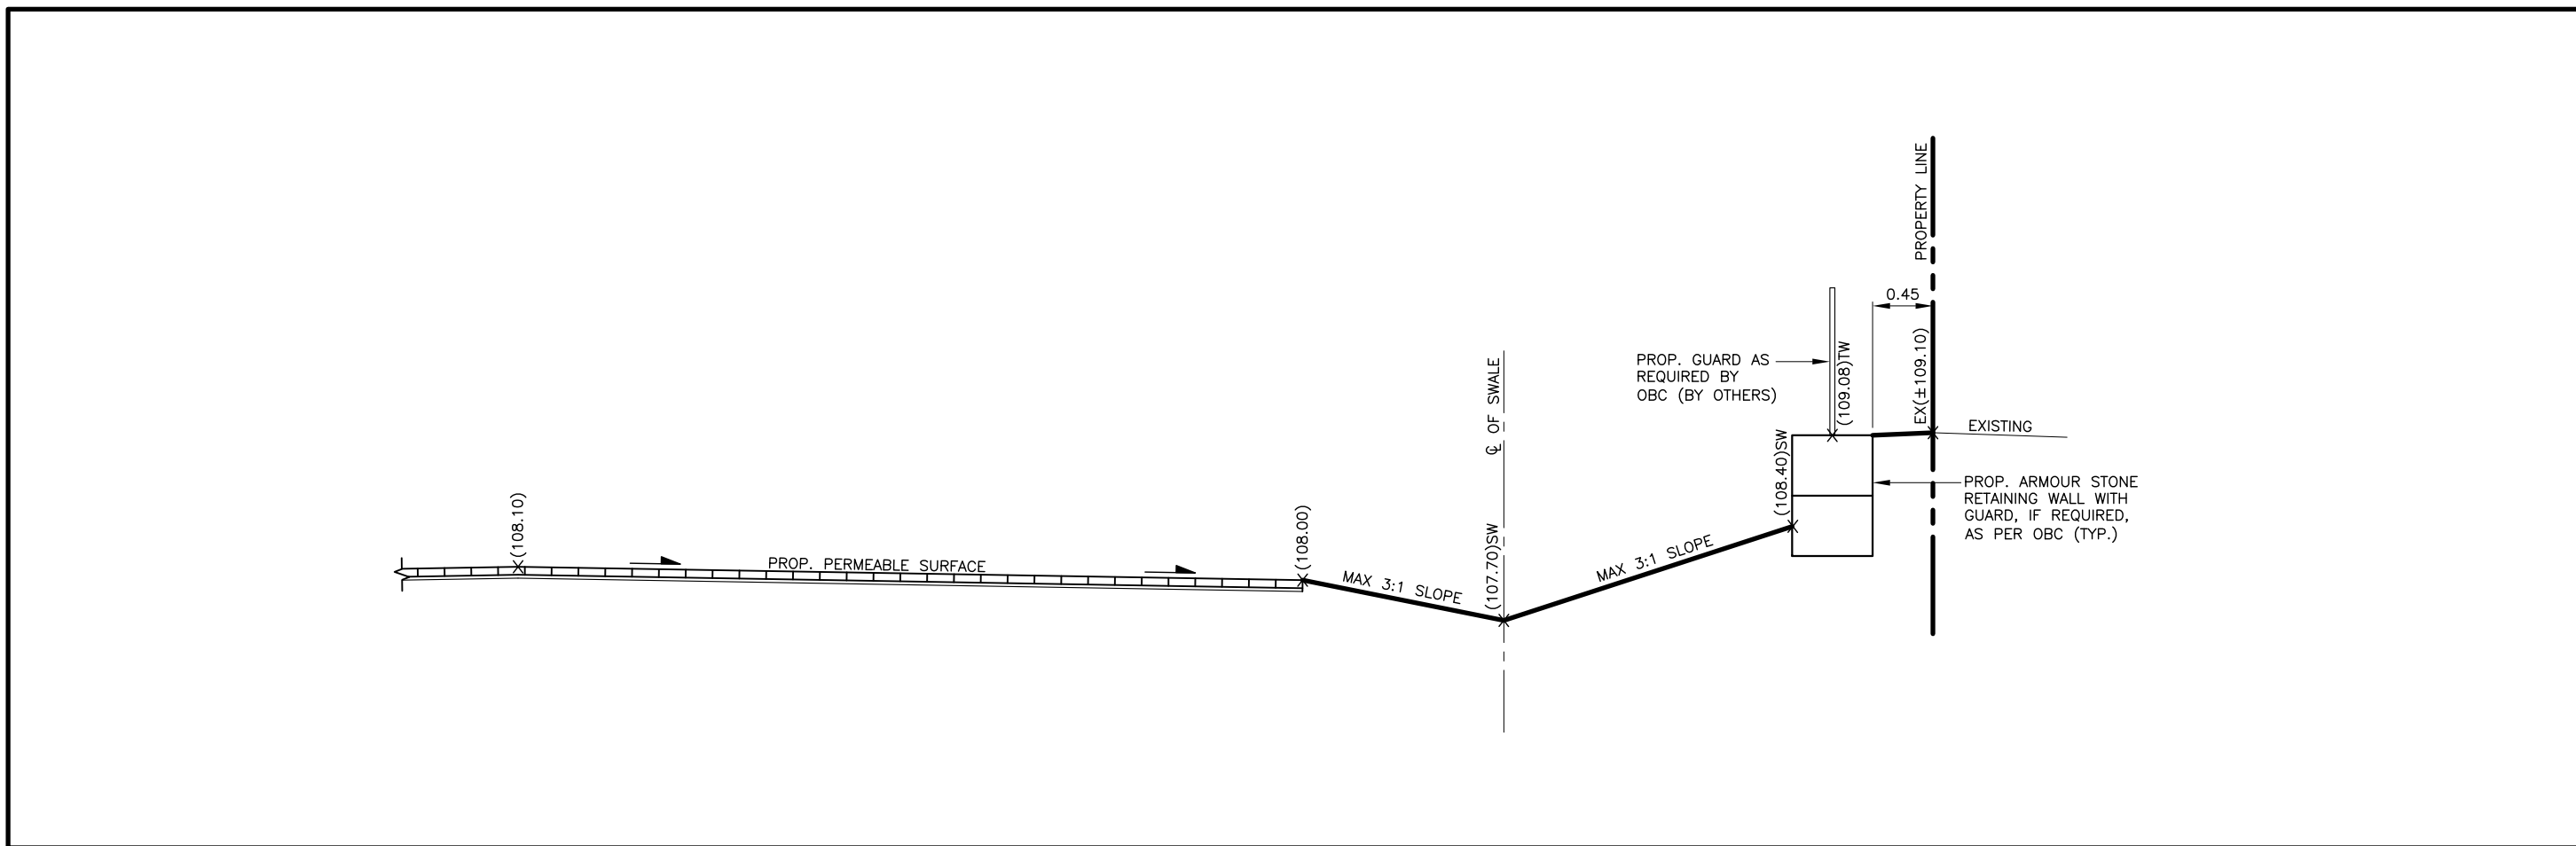 PROPERTY LINE
0.45
EX(±109.10)
(109.08)TW
PROP. GUARD AS
REQUIRED BY
OBC (BY OTHERS)
℄ OF SWALE
EXISTING
(108.40)SW
PROP. ARMOUR STONE
RETAINING WALL WITH
GUARD, IF REQUIRED,
AS PER OBC (TYP.)
(108.10)
PROP. PERMEABLE SURFACE
(108.00)
MAX 3:1 SLOPE
(107.70)SW
MAX 3:1 SLOPE